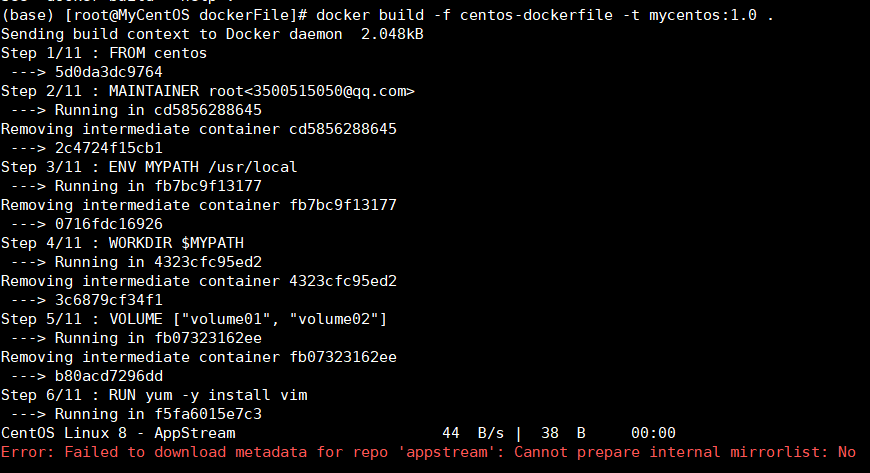 (base) [root@MyCentOS dockerFile]# docker build -f centos-dockerfile -t mycentos:1.0 .
Sending build context to Docker daemon  2.048kB
Step 1/11 : FROM centos
 ---> 5d0da3dc9764
Step 2/11 : MAINTAINER root<3500515050@qq.com>
 ---> Running in cd5856288645
Removing intermediate container cd5856288645
 ---> 2c4724f15cb1
Step 3/11 : ENV MYPATH /usr/local
 ---> Running in fb7bc9f13177
Removing intermediate container fb7bc9f13177
 ---> 0716fdc16926
Step 4/11 : WORKDIR $MYPATH
 ---> Running in 4323cfc95ed2
Removing intermediate container 4323cfc95ed2
 ---> 3c6879cf34f1
Step 5/11 : VOLUME ["volume01", "volume02"]
 ---> Running in fb07323162ee
Removing intermediate container fb07323162ee
 ---> b80acd7296dd
Step 6/11 : RUN yum -y install vim
 ---> Running in f5fa6015e7c3
CentOS Linux 8 - AppStream                       44  B/s |  38  B     00:00
Error: Failed to download metadata for repo 'appstream': Cannot prepare internal mirrorlist: No